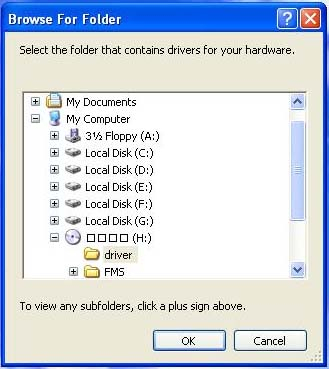 Browse For Folder
Select the folder that contains drivers for your hardware.
My Documents
My Computer
3½ Floppy (A:)
Local Disk (C:)
Local Disk (D:)
Local Disk (E:)
Local Disk (F:)
Local Disk (G:)
□□□□ (H:)
driver
FMS
To view any subfolders, click a plus sign above.
OK
Cancel